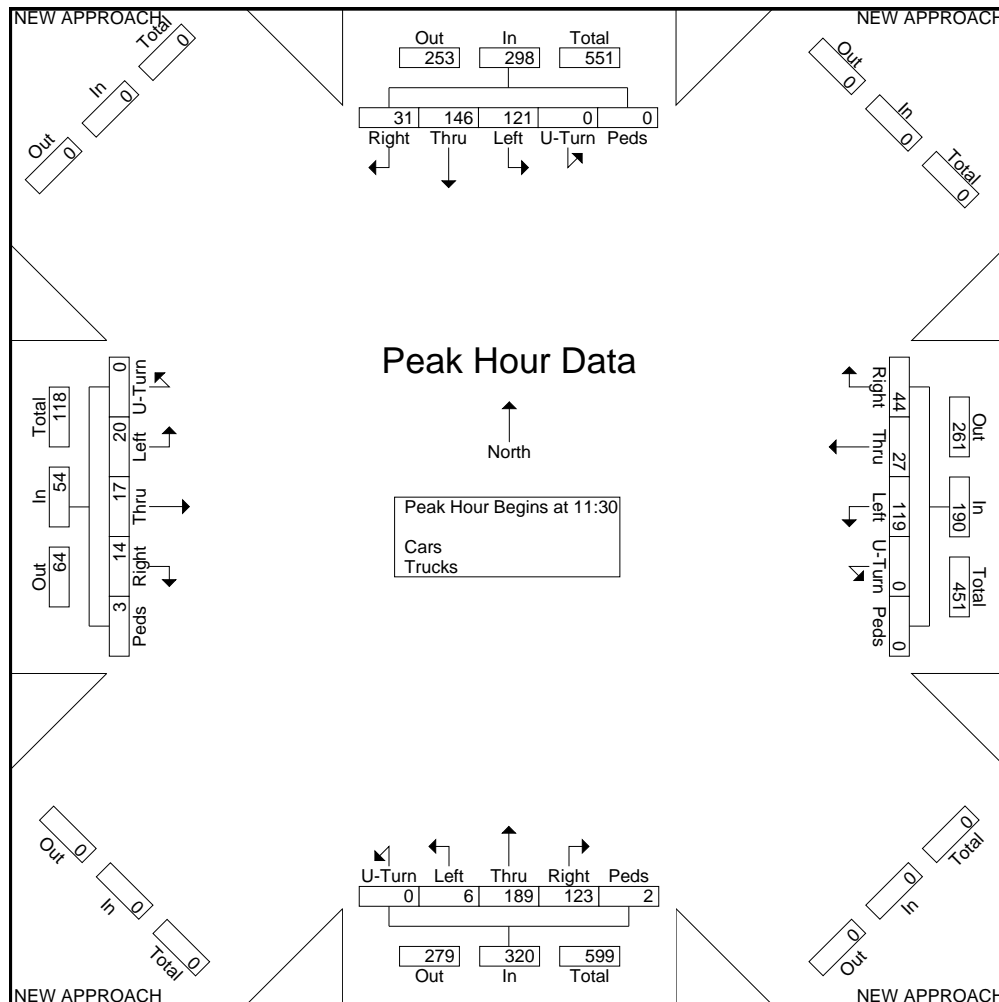 NEW APPROACH
NEW APPROACH
Total
0
In
0
Out
0
Out In Total
253 298 551
31 146 121 0 0
Right Thru Left U-Turn Peds
Out
0
In
0
Total
0
Peak Hour Data
North
Peak Hour Begins at 11:30
Cars
Trucks
Total
118
In
54
Out
64
0 20 17 14 3
U-Turn Left Thru Right Peds
Right Thru Left U-Turn Peds
44 27 119 0 0
Out
261
In
190
Total
451
Out
0
In
0
Total
0
U-Turn Left Thru Right Peds
0 6 189 123 2
279 320 599
Out In Total
0
Total
0
In
0
Out
NEW APPROACH
NEW APPROACH